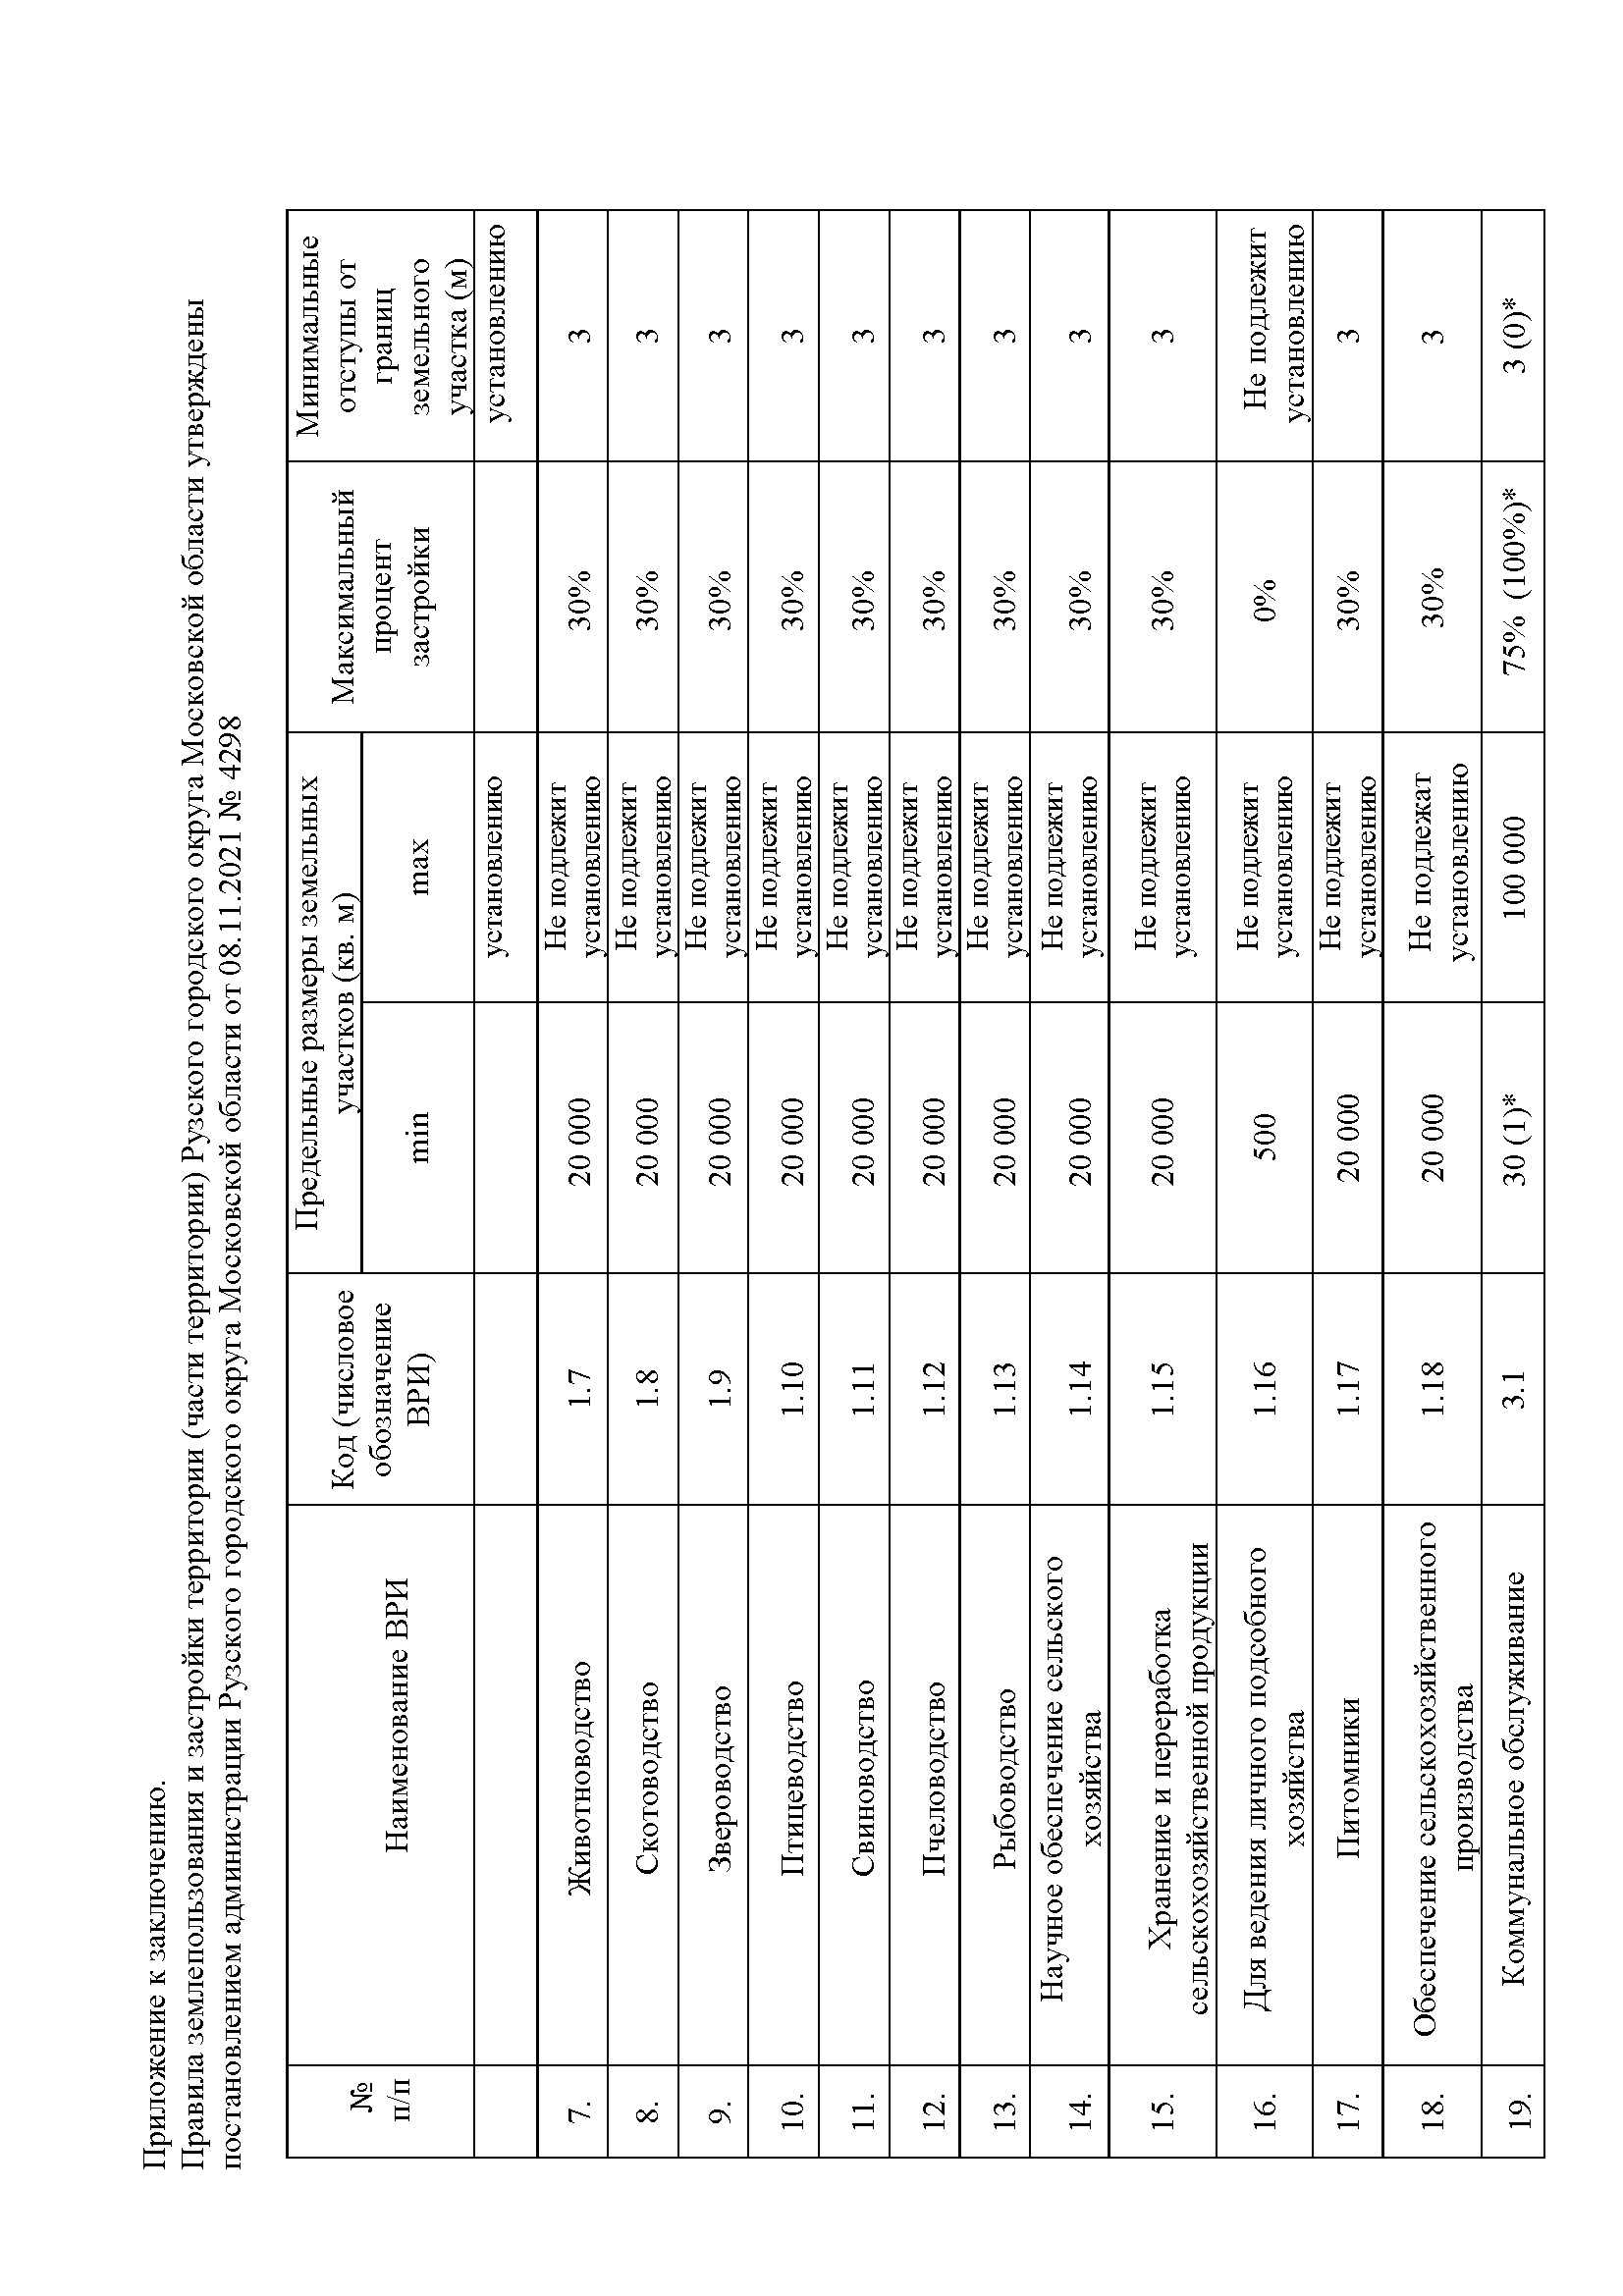 Приложение к заключению.
Правила землепользования и застройки территории (части территории) Рузского городского округа Московской области утверждены
постановлением администрации Рузского городского округа Московской области от 08.11.2021 № 4298
№
п/п
Наименование ВРИ
Код (числовое
обозначение
ВРИ)
Предельные размеры земельных
участков (кв. м)
min
max
Максимальный
процент
застройки
Минимальные
отступы от
границ
земельного
участка (м)
установлению
установлению
7.
Животноводство
1.7
20 000
Не подлежит
установлению
30%
3
8.
Скотоводство
1.8
20 000
Не подлежит
установлению
30%
3
9.
Звероводство
1.9
20 000
Не подлежит
установлению
30%
3
10.
Птицеводство
1.10
20 000
Не подлежит
установлению
30%
3
11.
Свиноводство
1.11
20 000
Не подлежит
установлению
30%
3
12.
Пчеловодство
1.12
20 000
Не подлежит
установлению
30%
3
13.
Рыбоводство
1.13
20 000
Не подлежит
установлению
30%
3
14.
Научное обеспечение сельского
хозяйства
1.14
20 000
Не подлежит
установлению
30%
3
15.
Хранение и переработка
сельскохозяйственной продукции
1.15
20 000
Не подлежит
установлению
30%
3
16.
Для ведения личного подсобного
хозяйства
1.16
500
Не подлежит
установлению
0%
Не подлежит
установлению
17.
Питомники
1.17
20 000
Не подлежит
установлению
30%
3
18.
Обеспечение сельскохозяйственного
производства
1.18
20 000
Не подлежат
установлению
30%
3
19.
Коммунальное обслуживание
3.1
30 (1)*
100 000
75% (100%)*
3 (0)*